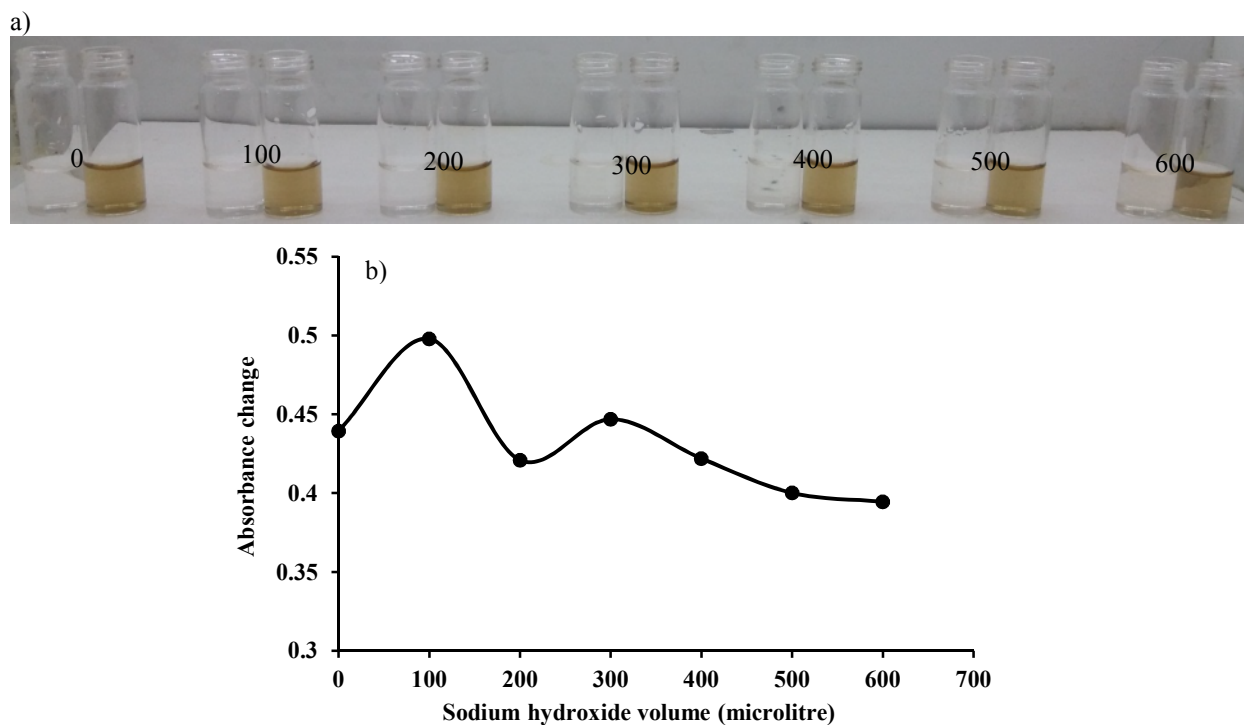 a)
0 100 200 300 400 500 600
b)
0.55
0.5
0.45
0.4
0.35
0.3
Absorbance change
0 100 200 300 400 500 600 700
Sodium hydroxide volume (microlitre)